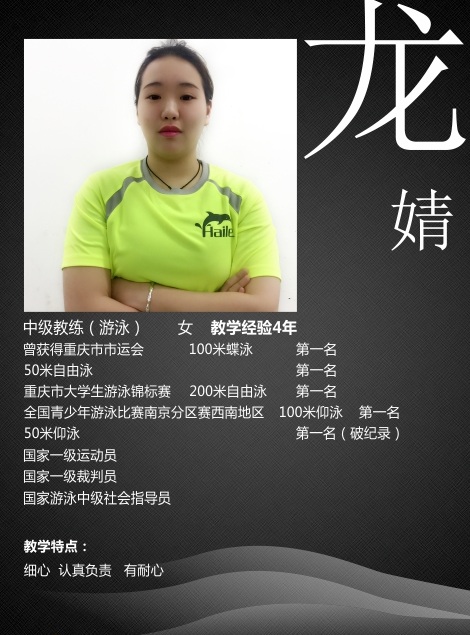 龙
婧
Haile
中级教练（游泳） 女 教学经验4年
曾获得重庆市市运会 100米蝶泳 第一名
50米自由泳 第一名
重庆市大学生游泳锦标赛 200米自由泳 第一名
全国青少年游泳比赛南京分区赛西南地区 100米仰泳 第一名
50米仰泳 第一名（破纪录）
国家一级运动员
国家一级裁判员
国家游泳中级社会指导员
教学特点：
细心 认真负责 有耐心